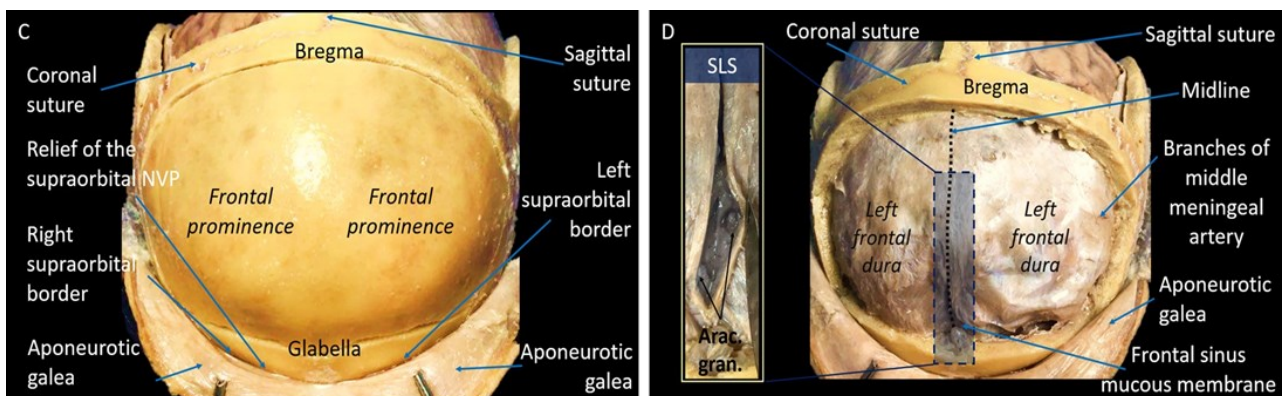 C
Bregma
Coronal
suture
Sagittal
suture
Relief of the
supraorbital NVP
Frontal
prominence
Frontal
prominence
Left
supraorbital
border
Right
supraorbital
border
Aponeurotic
galea
Glabella
Aponeurotic
galea
D
Coronal suture
Sagittal suture
SLS
Bregma
Midline
Branches of
middle
meningeal
artery
Left
frontal
dura
Left
frontal
dura
Aponeurotic
galea
Arac.
gran.
Frontal sinus
mucous membrane